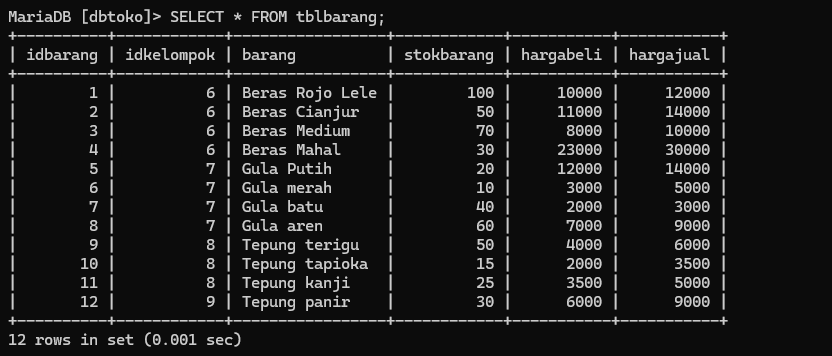 MariaDB [dbtoko]> SELECT * FROM tblbarang;
+----------+------------+-----------------+------------+-----------+-----------+
| idbarang | idkelompok | barang          | stokbarang | hargabeli | hargajual |
+----------+------------+-----------------+------------+-----------+-----------+
|        1 |          6 | Beras Rojo Lele |        100 |     10000 |     12000 |
|        2 |          6 | Beras Cianjur   |         50 |     11000 |     14000 |
|        3 |          6 | Beras Medium    |         70 |      8000 |     10000 |
|        4 |          6 | Beras Mahal     |         30 |     23000 |     30000 |
|        5 |          7 | Gula Putih      |         20 |     12000 |     14000 |
|        6 |          7 | Gula merah      |         10 |      3000 |      5000 |
|        7 |          7 | Gula batu       |         40 |      2000 |      3000 |
|        8 |          7 | Gula aren       |         60 |      7000 |      9000 |
|        9 |          8 | Tepung terigu   |         50 |      4000 |      6000 |
|       10 |          8 | Tepung tapioka  |         15 |      2000 |      3500 |
|       11 |          8 | Tepung kanji    |         25 |      3500 |      5000 |
|       12 |          9 | Tepung panir    |         30 |      6000 |      9000 |
+----------+------------+-----------------+------------+-----------+-----------+
12 rows in set (0.001 sec)